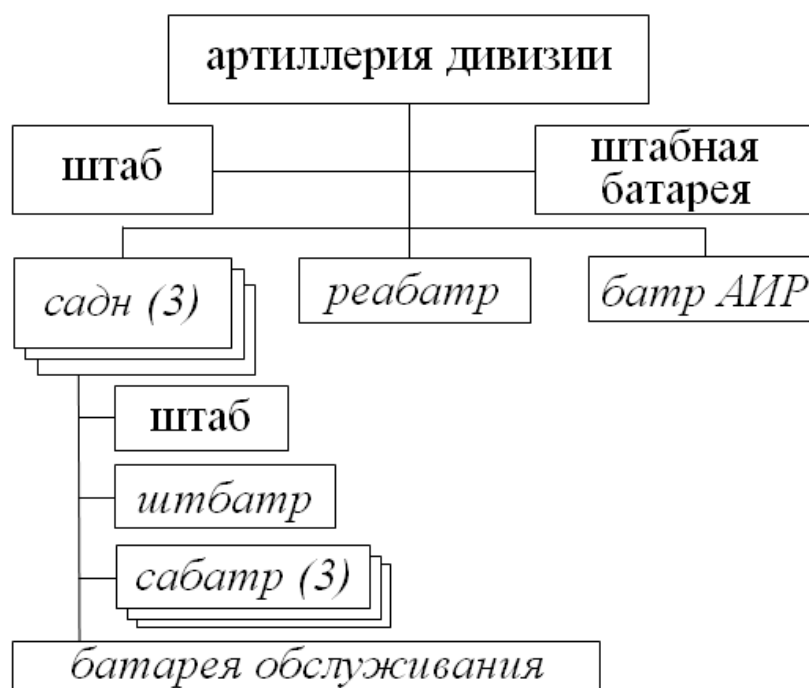 артиллерия дивизии
штаб
штабная
батарея
садн (3)
реабатр
батр АИР
штаб
штбатр
сабатр (3)
батарея обслуживания